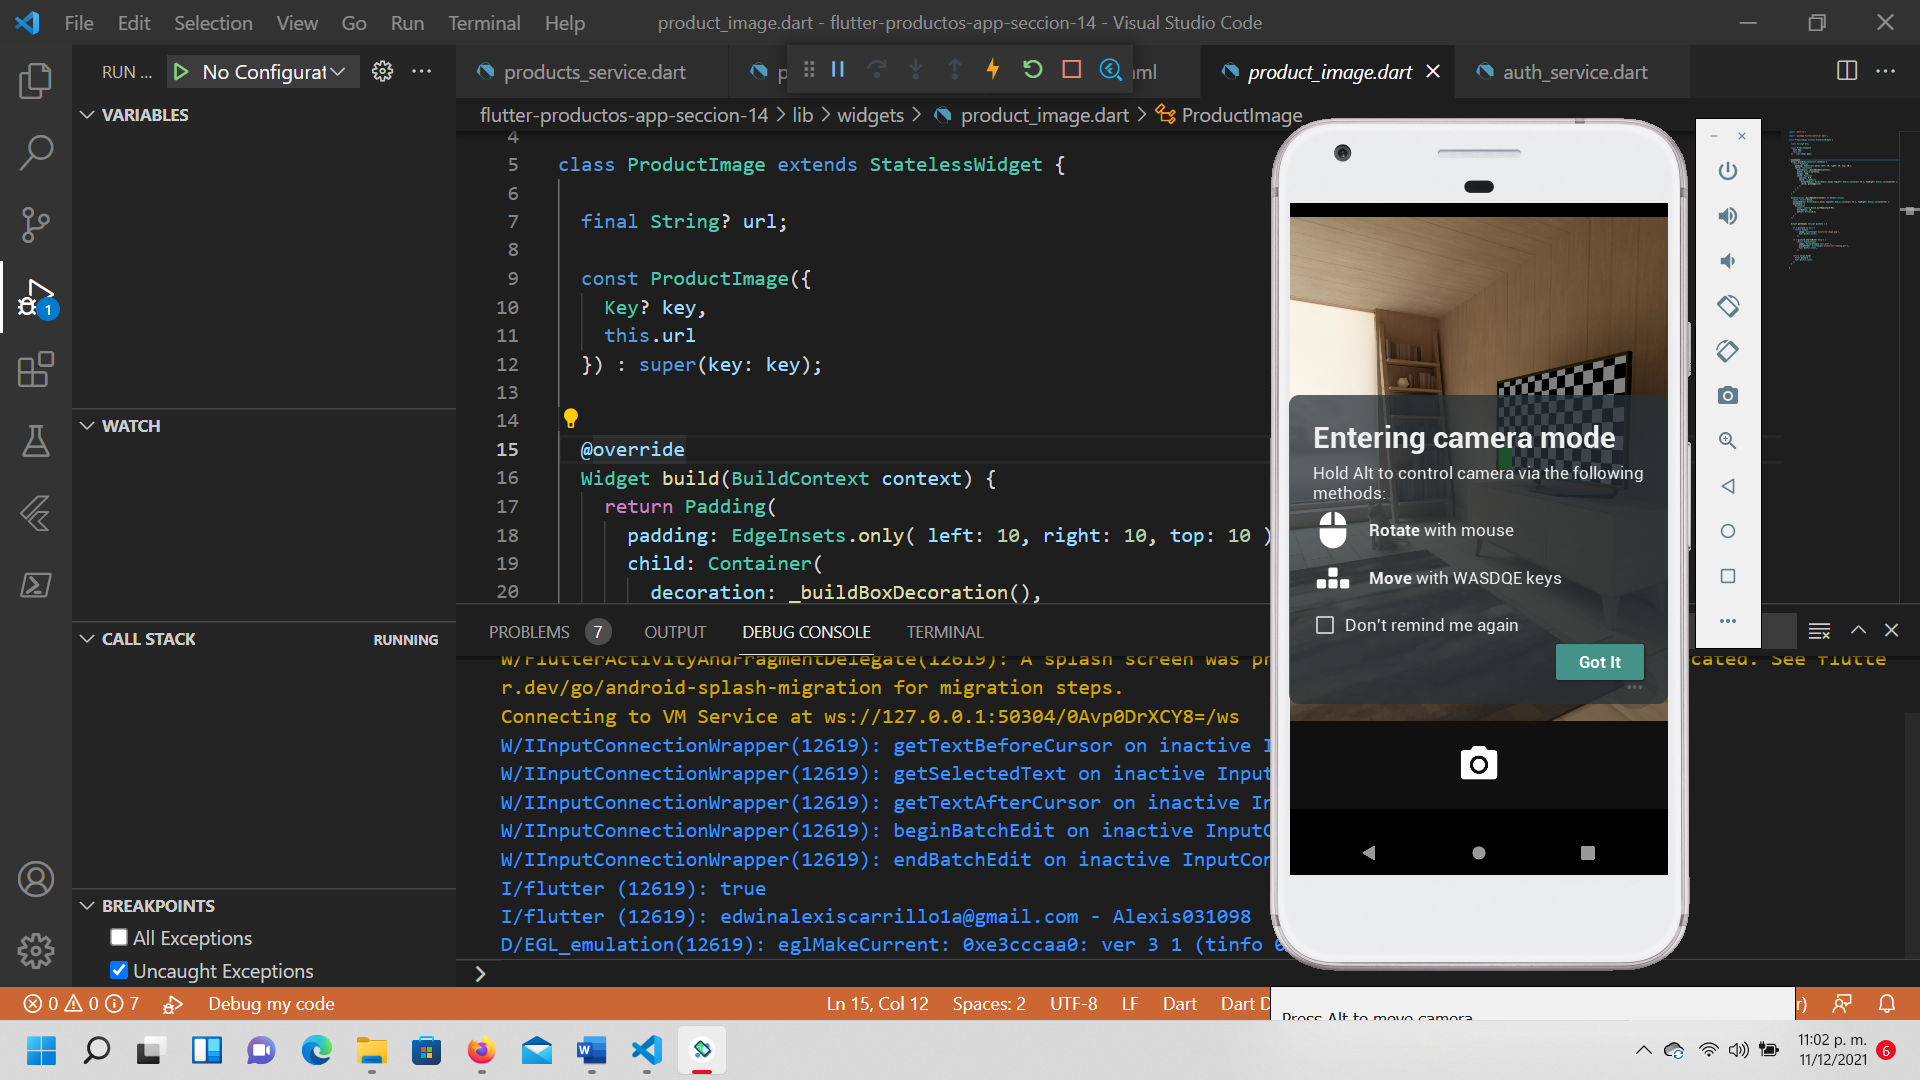 File Edit Selection View Go Run Terminal Help
product_image.dart - flutter-productos-app-seccion-14 - Visual Studio Code
RUN ... No Configurat
products_service.dart
product_image.dart
auth_service.dart
flutter-productos-app-seccion-14 > lib > widgets > product_image.dart > ProductImage
VARIABLES
WATCH
CALL STACK RUNNING
BREAKPOINTS
All Exceptions
Uncaught Exceptions
4
5 class ProductImage extends StatelessWidget {
6
7 final String? url;
8
9 const ProductImage({
10 Key? key,
11 this.url
12 }) : super(key: key);
13
14
15 @override
16 Widget build(BuildContext context) {
17 return Padding(
18 padding: EdgeInsets.only( left: 10, right: 10, top: 10 )
19 child: Container(
20 decoration: _buildBoxDecoration(),
PROBLEMS 7 OUTPUT DEBUG CONSOLE TERMINAL
W/FlutterActivityAndFragmentDelegate(12619): A splash screen was pr
cated. See flutte
r.dev/go/android-splash-migration for migration steps.
Connecting to VM Service at ws://127.0.0.1:50304/0Avp0DrXCY8=/ws
W/IInputConnectionWrapper(12619): getTextBeforeCursor on inactive I
W/IInputConnectionWrapper(12619): getSelectedText on inactive Input
W/IInputConnectionWrapper(12619): getTextAfterCursor on inactive In
W/IInputConnectionWrapper(12619): beginBatchEdit on inactive InputC
W/IInputConnectionWrapper(12619): endBatchEdit on inactive InputCon
I/flutter (12619): true
I/flutter (12619): edwinalexiscarrillo1a@gmail.com - Alexis031098
D/EGL_emulation(12619): eglMakeCurrent: 0xe3cccaa0: ver 3 1 (tinfo
Entering camera mode
Hold Alt to control camera via the following
methods:
Rotate with mouse
Move with WASDQE keys
Don't remind me again
Got It
1
0 0 7 Debug my code
Ln 15, Col 12 Spaces: 2 UTF-8 LF Dart Dart D
Press Alt to move camera
11:02 p. m.
11/12/2021
6